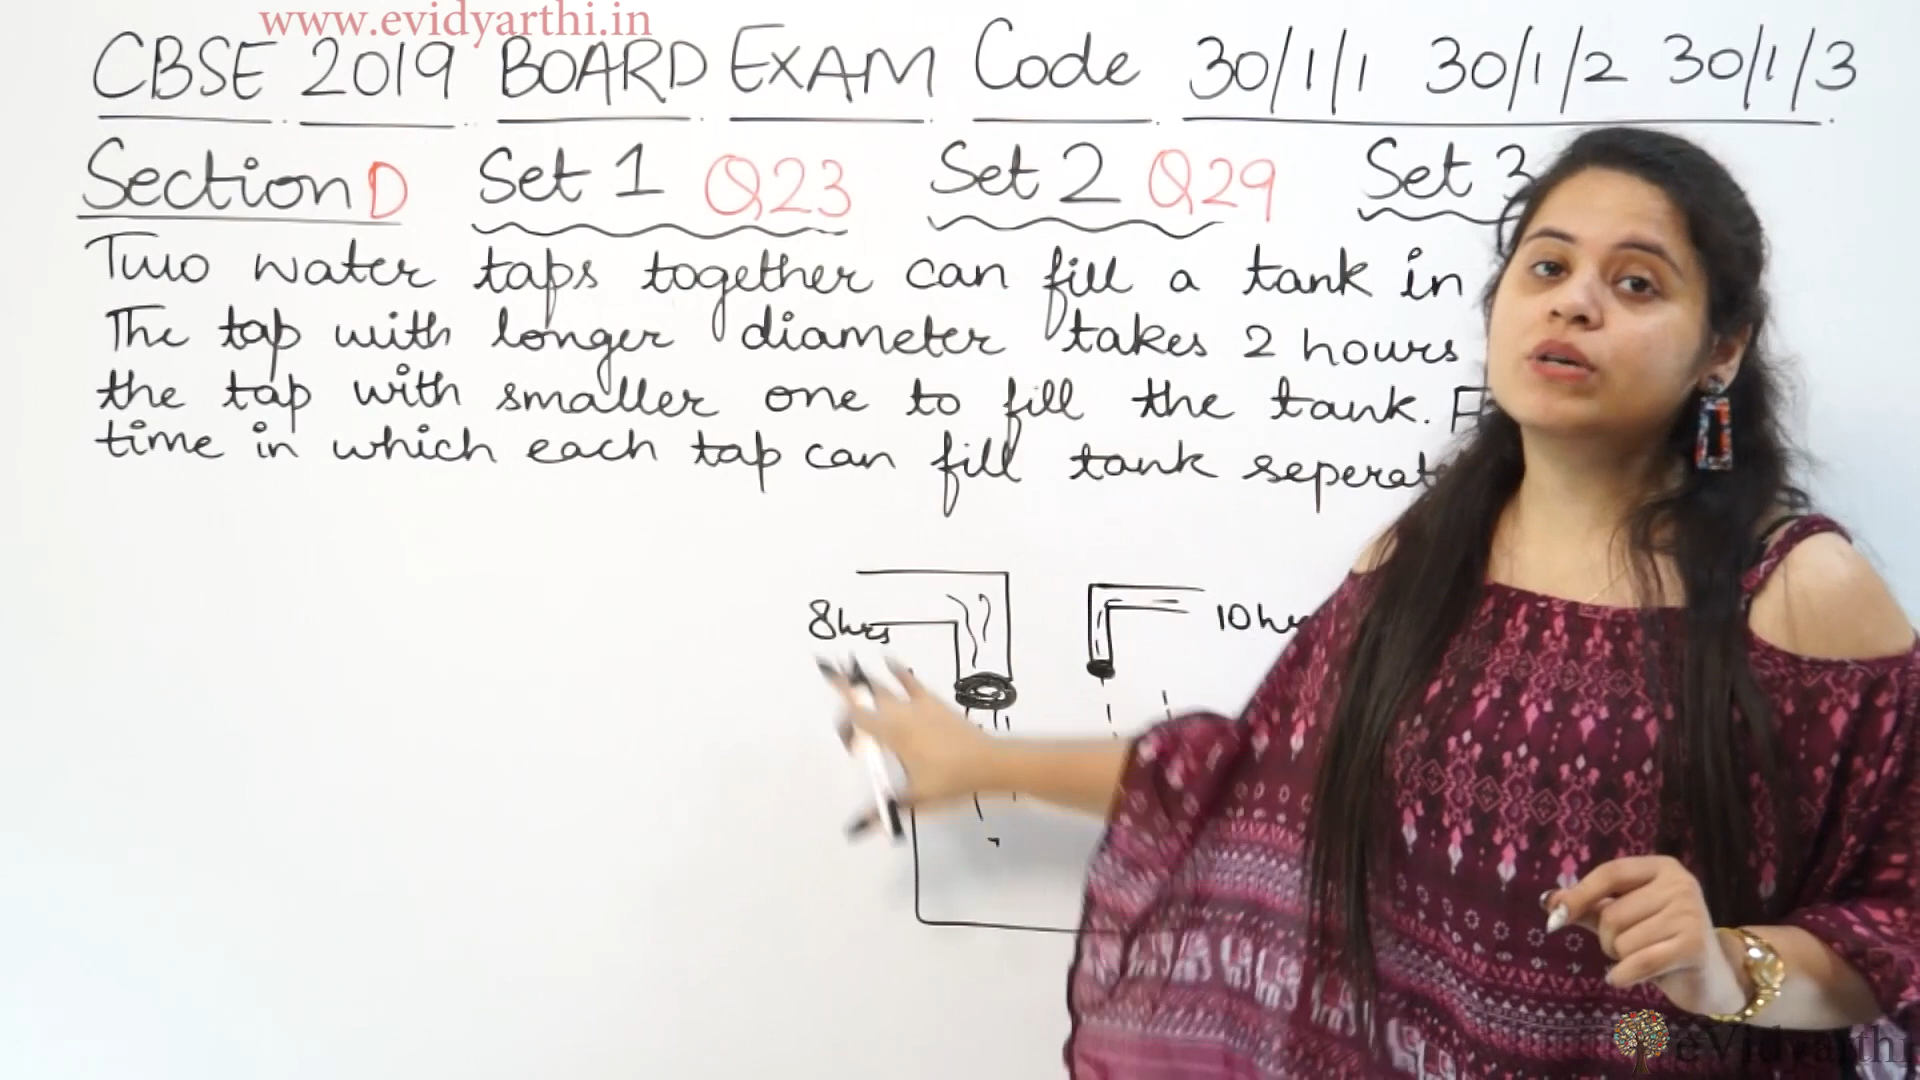 www.evidyarthi.in
CBSE 2019 BOARD EXAM Code 30/1/1 30/1/2 30/1/3
Section D Set 1 Q23 Set 2 Q29 Set 3
Two water taps together can fill a tank in
The tap with longer diameter takes 2 hours
the tap with smaller one to fill the tank.
time in which each tap can fill tank
8hrs
10
eVidyarthi